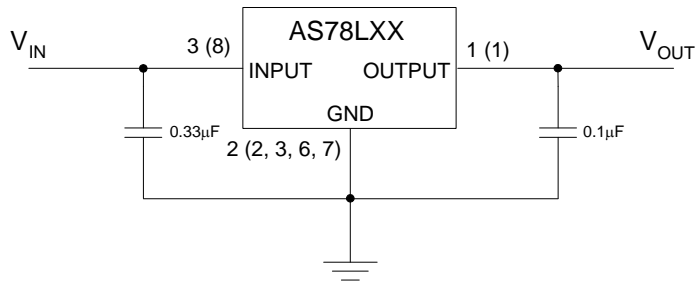 AS78LXX
V_IN
3 (8)
1 (1)
V_OUT
INPUT
OUTPUT
GND
0.33μF
0.1μF
2 (2, 3, 6, 7)